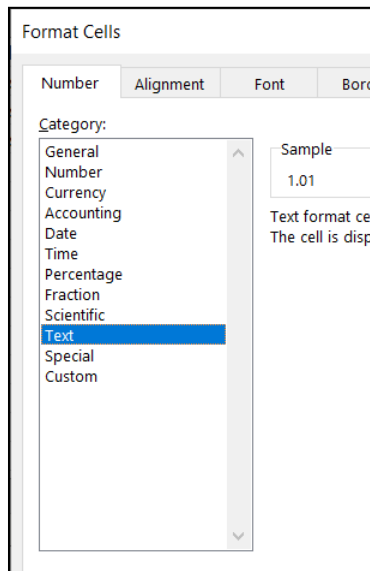 Format Cells
Number Alignment Font
Category:
General
Number
Currency
Accounting
Date
Time
Percentage
Fraction
Scientific
Text
Special
Custom
Sample
1.01
Text format ce
The cell is disp